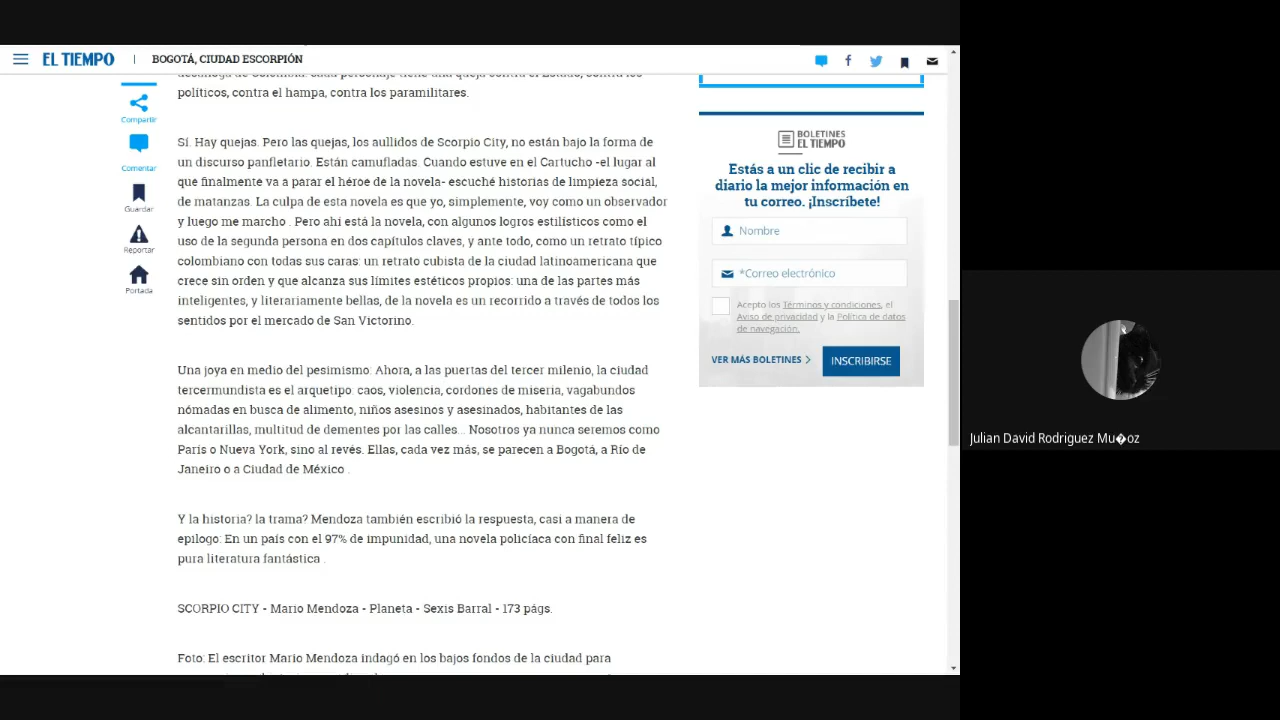 EL TIEMPO | BOGOTÁ, CIUDAD ESCORPIÓN
políticos, contra el hampa, contra los paramilitares.
Compartir
Comentar
Guardar
Reportar
Portada
Sí. Hay quejas. Pero las quejas, los aullidos de Scorpio City, no están bajo la forma de
un discurso panfletario. Están camufladas. Cuando estuve en el Cartucho -el lugar al
que finalmente va a parar el héroe de la novela- escuché historias de limpieza social,
de matanzas. La culpa de esta novela es que yo, simplemente, voy como un observador
y luego me marcho . Pero ahí está la novela, con algunos logros estilísticos como el
uso de la segunda persona en dos capítulos claves, y ante todo, como un retrato típico
colombiano con todas sus caras: un retrato cubista de la ciudad latinoamericana que
crece sin orden y que alcanza sus límites estéticos propios: una de las partes más
inteligentes, y literariamente bellas, de la novela es un recorrido a través de todos los
sentidos por el mercado de San Victorino.
Una joya en medio del pesimismo: Ahora, a las puertas del tercer milenio, la ciudad
tercermundista es el arquetipo: caos, violencia, cordones de miseria, vagabundos
nómadas en busca de alimento, niños asesinos y asesinados, habitantes de las
alcantarillas, multitud de dementes por las calles... Nosotros ya nunca seremos como
París o Nueva York, sino al revés. Ellas, cada vez más, se parecen a Bogotá, a Río de
Janeiro o a Ciudad de México .
Y la historia? la trama? Mendoza también escribió la respuesta, casi a manera de
epílogo: En un país con el 97% de impunidad, una novela policíaca con final feliz es
pura literatura fantástica .
SCORPIO CITY - Mario Mendoza - Planeta - Sexis Barral - 173 págs.
Foto: El escritor Mario Mendoza indagó en los bajos fondos de la ciudad para
BOLETINES
EL TIEMPO
Estás a un clic de recibir a
diario la mejor información en
tu correo. ¡Inscríbete!
Nombre
*Correo electrónico
Acepto los Términos y condiciones, el
Aviso de privacidad y la Política de datos
de navegación.
VER MÁS BOLETINES >
INSCRIBIRSE
Julian David Rodriguez Mu�oz